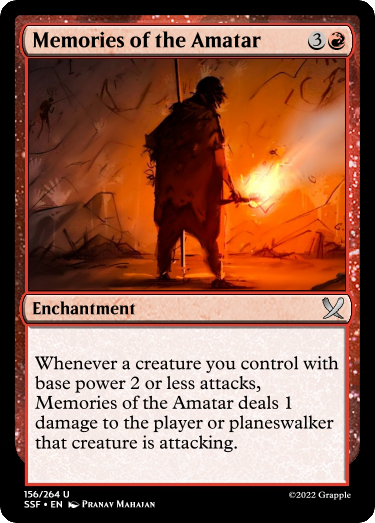 Memories of the Amatar 3
Enchantment
Whenever a creature you control with
base power 2 or less attacks,
Memories of the Amatar deals 1
damage to the player or planeswalker
that creature is attacking.
156/264 U
SSF • EN Pranav Mahajan
©2022 Grapple